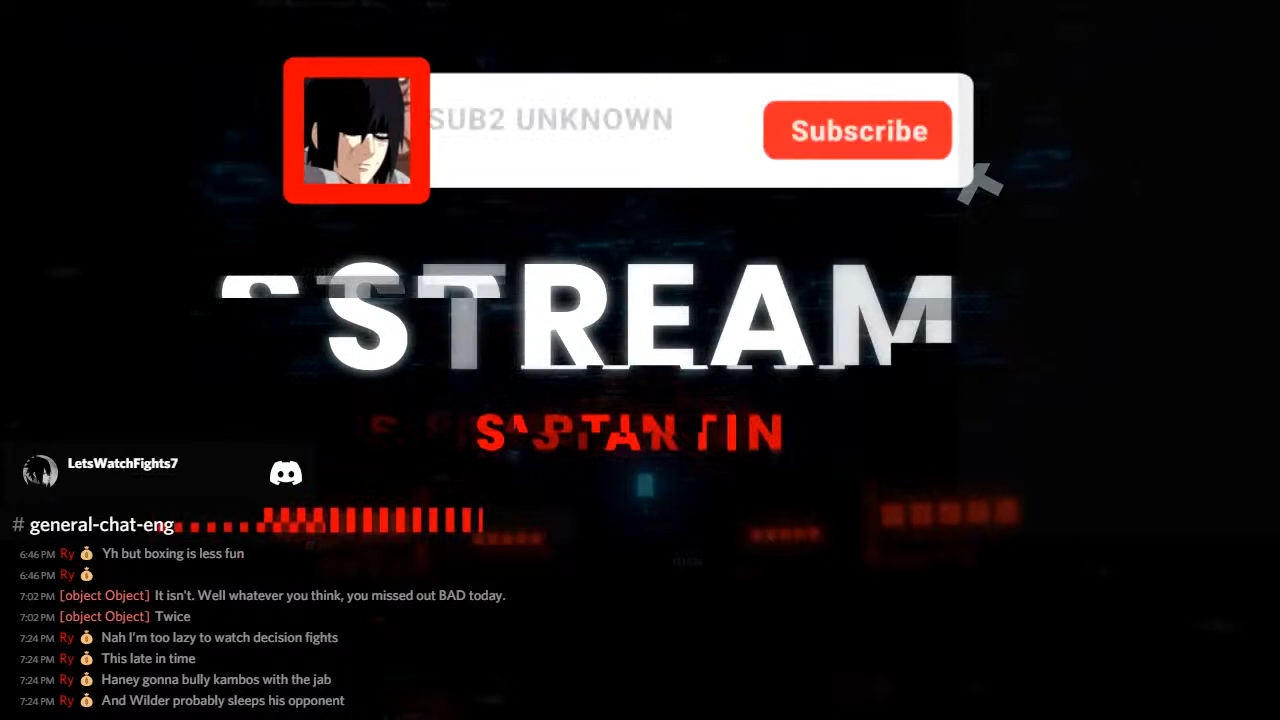 SUB2 UNKNOWN
Subscribe
STREAM
LetsWatchFights7
# general-chat-eng
6:46 PM Ry 💰 Yh but boxing is less fun
6:46 PM Ry 💰
7:02 PM [object Object] It isn't. Well whatever you think, you missed out BAD today.
7:02 PM [object Object] Twice
7:24 PM Ry 💰 Nah I'm too lazy to watch decision fights
7:24 PM Ry 💰 This late in time
7:24 PM Ry 💰 Haney gonna bully kambos with the jab
7:24 PM Ry 💰 And Wilder probably sleeps his opponent